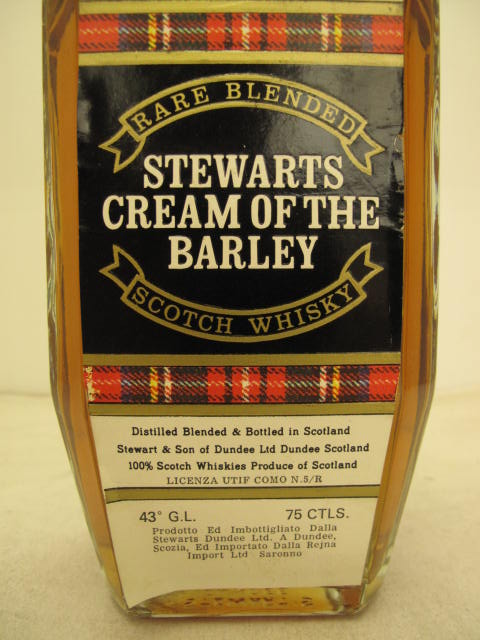 RARE BLENDED
STEWARTS
CREAM OF THE
BARLEY
SCOTCH WHISKY
Distilled Blended & Bottled in Scotland
Stewart & Son of Dundee Ltd Dundee Scotland
100% Scotch Whiskies Produce of Scotland
LICENZA UTIF COMO N.5/R
43° G.L. 75 CTLS.
Prodotto Ed Imbottigliato Dalla
Stewarts Dundee Ltd. A Dundee,
Scozia, Ed Importato Dalla Rejna
Import Ltd Saronno